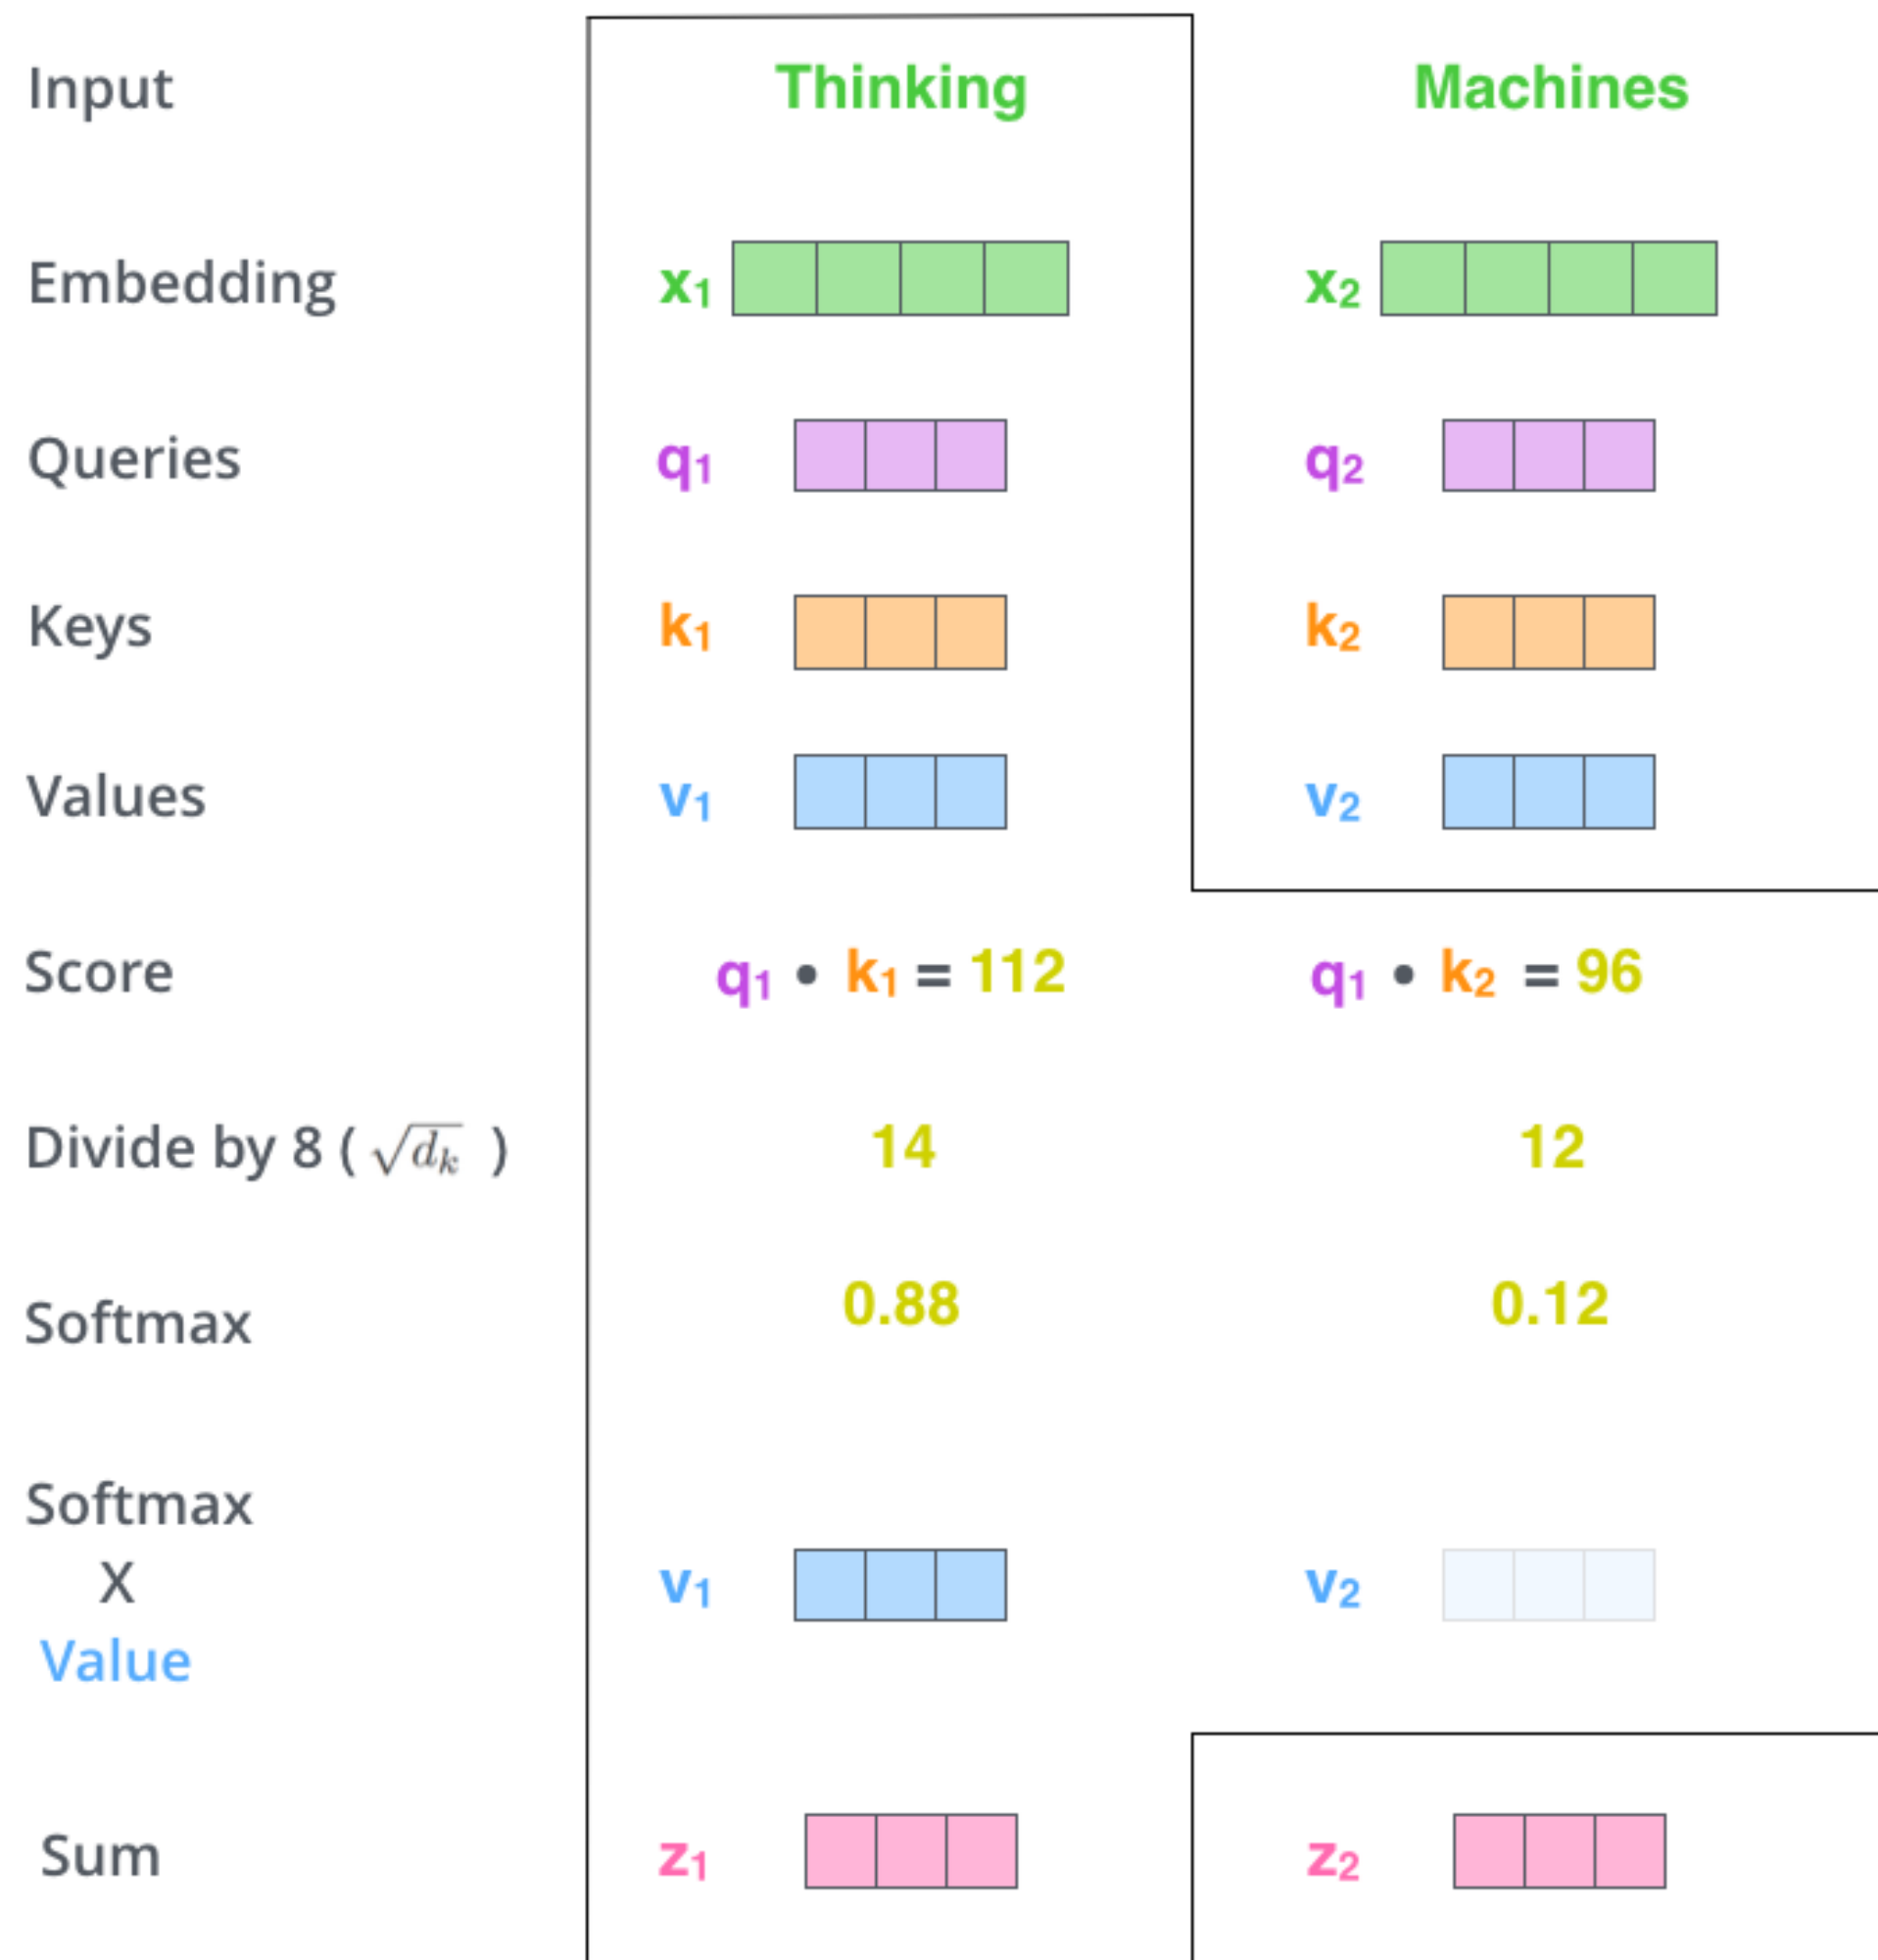 Input Thinking Machines
Embedding x₁ x₂
Queries q₁ q₂
Keys k₁ k₂
Values v₁ v₂
Score q₁ • k₁ = 112 q₁ • k₂ = 96
Divide by 8 ( √dₖ ) 14 12
Softmax 0.88 0.12
Softmax
X
Value
v₁ v₂
Sum z₁ z₂